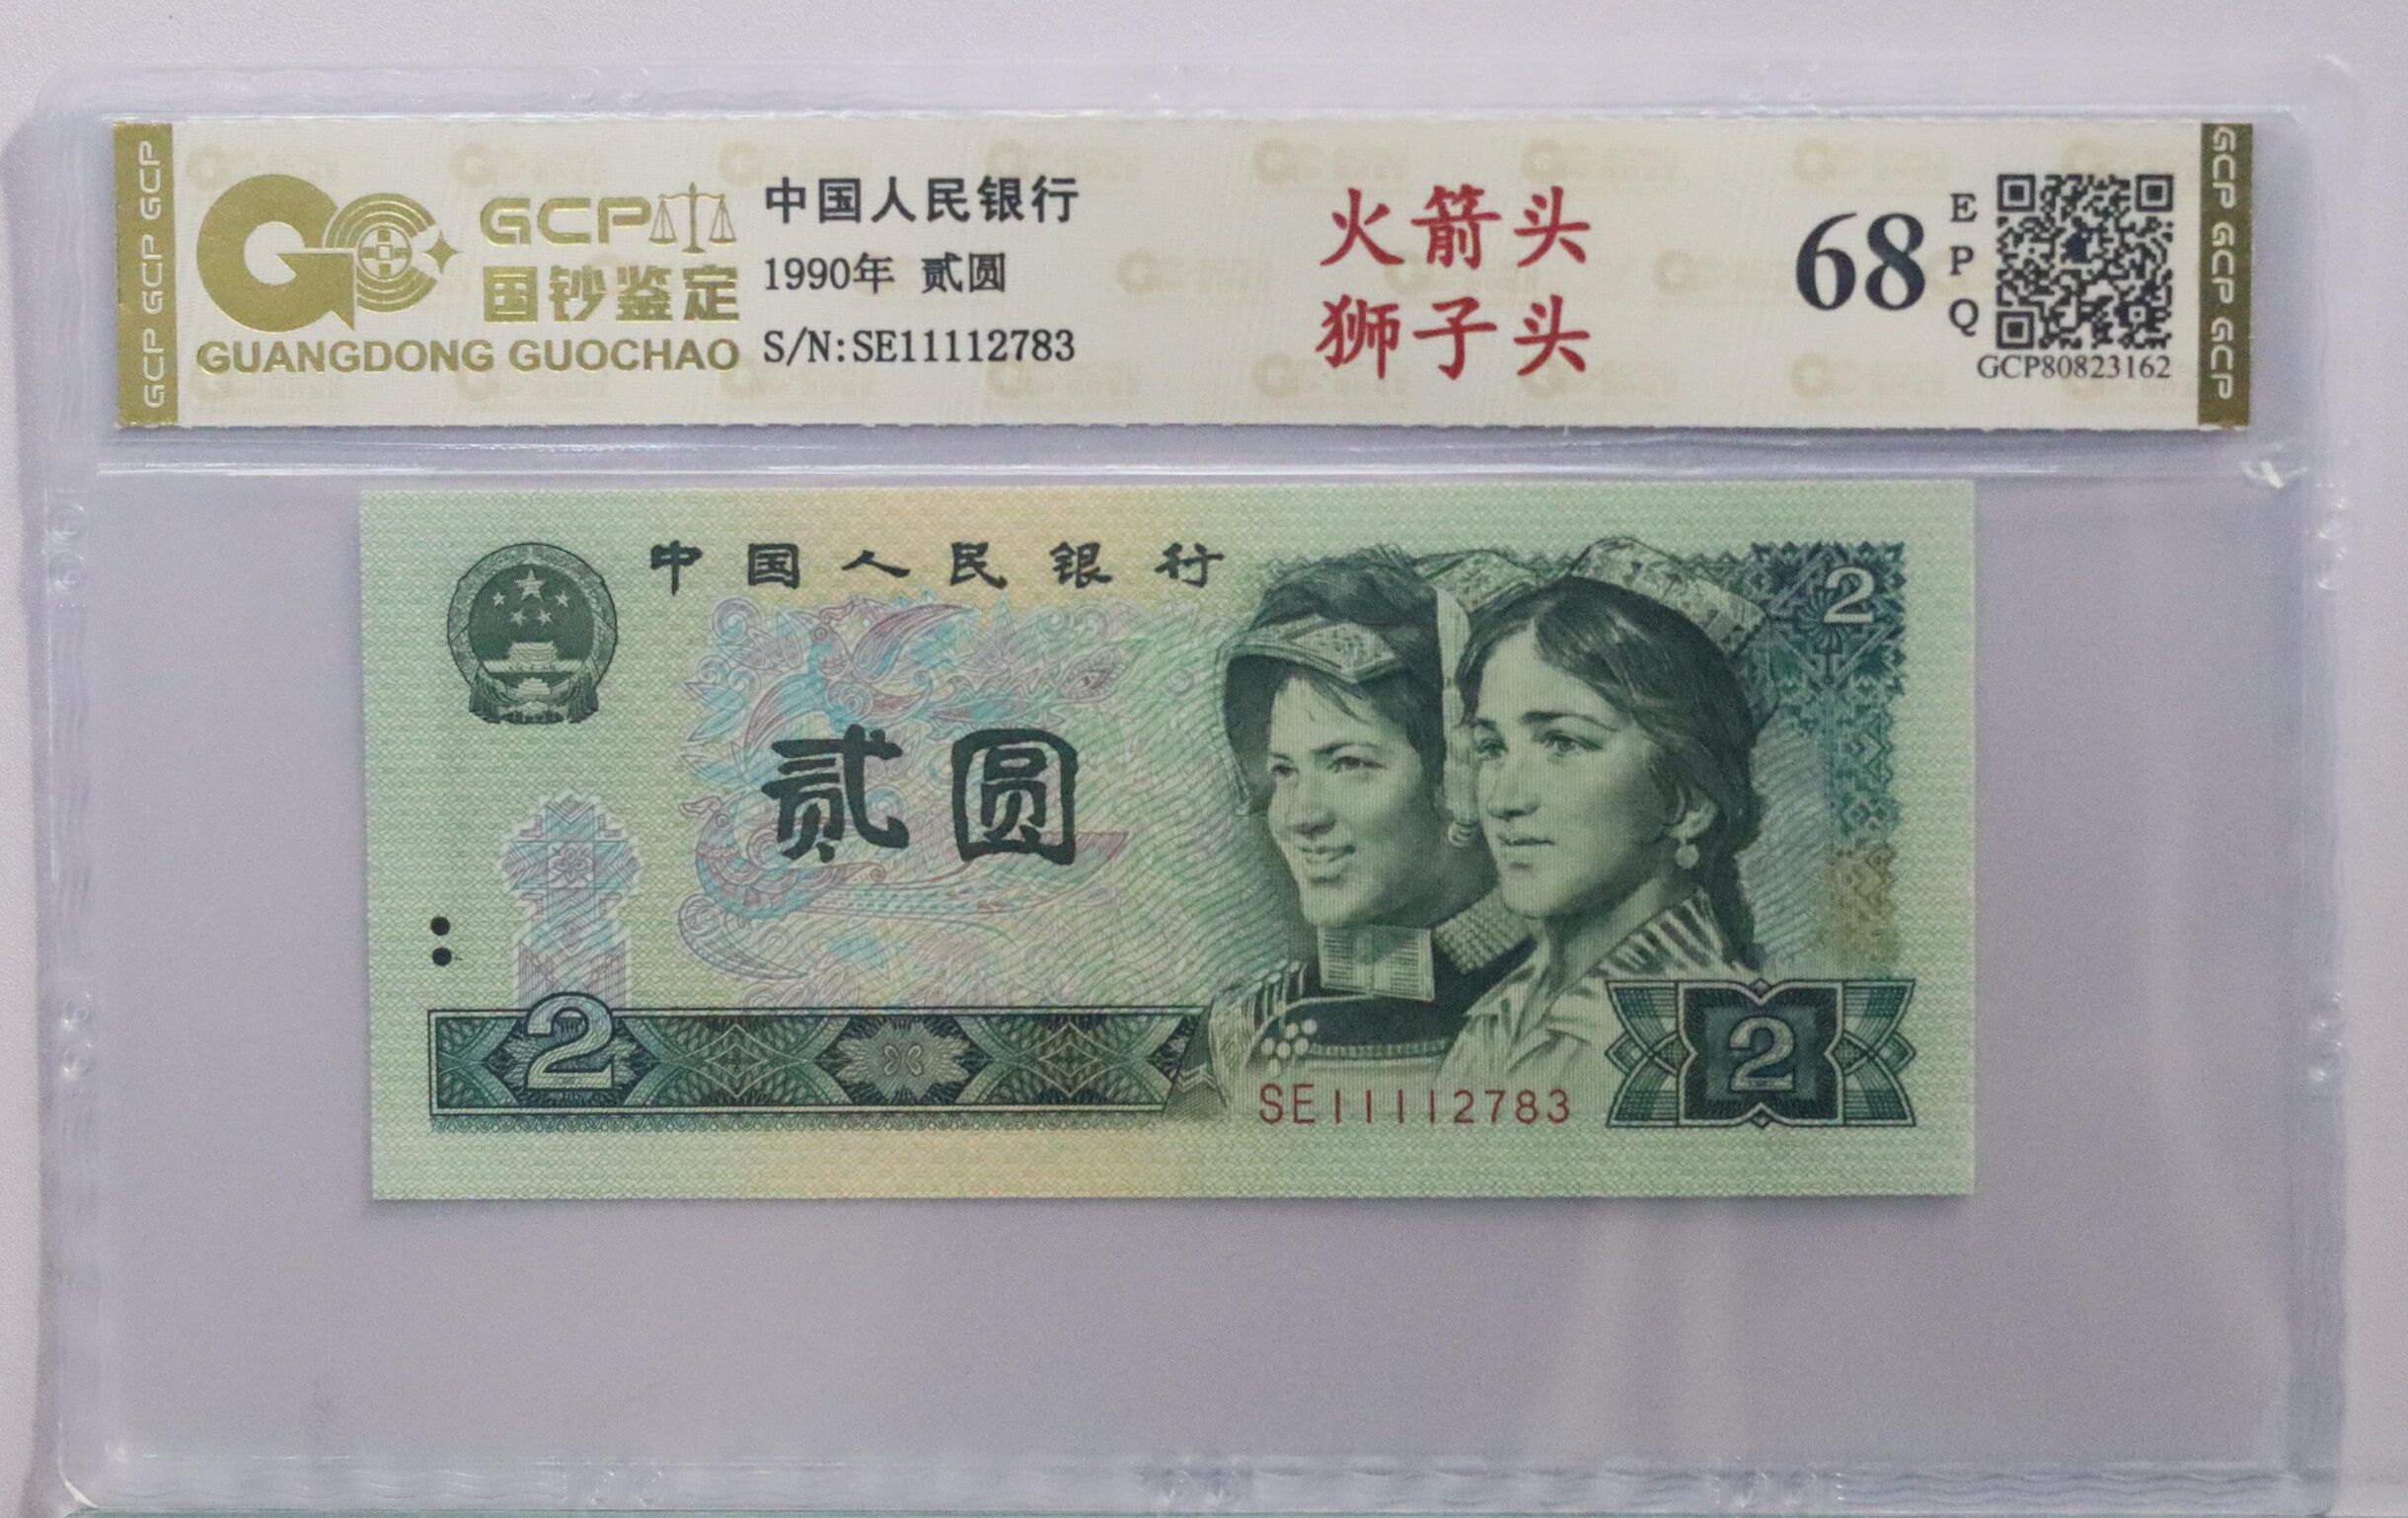 GCP GCP GCP
GCP
国钞鉴定
GUANGDONG GUOCHAO
中国人民银行
1990年 贰圆
S/N:SE11112783
火箭头
狮子头
68
EPQ
GCP80823162
GCP GCP GCP
中国人民银行
2
贰圆
2
2
SE11112783